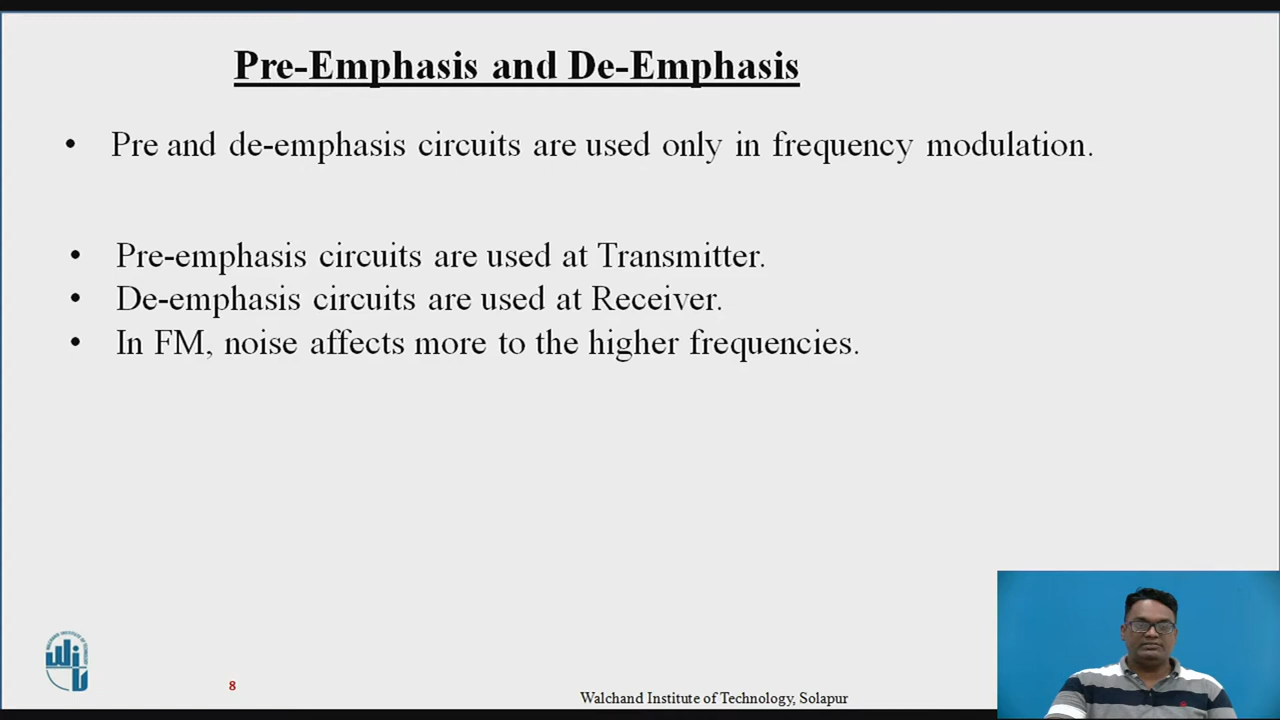 Pre-Emphasis and De-Emphasis
• Pre and de-emphasis circuits are used only in frequency modulation.
• Pre-emphasis circuits are used at Transmitter.
• De-emphasis circuits are used at Receiver.
• In FM, noise affects more to the higher frequencies.
8
Walchand Institute of Technology, Solapur